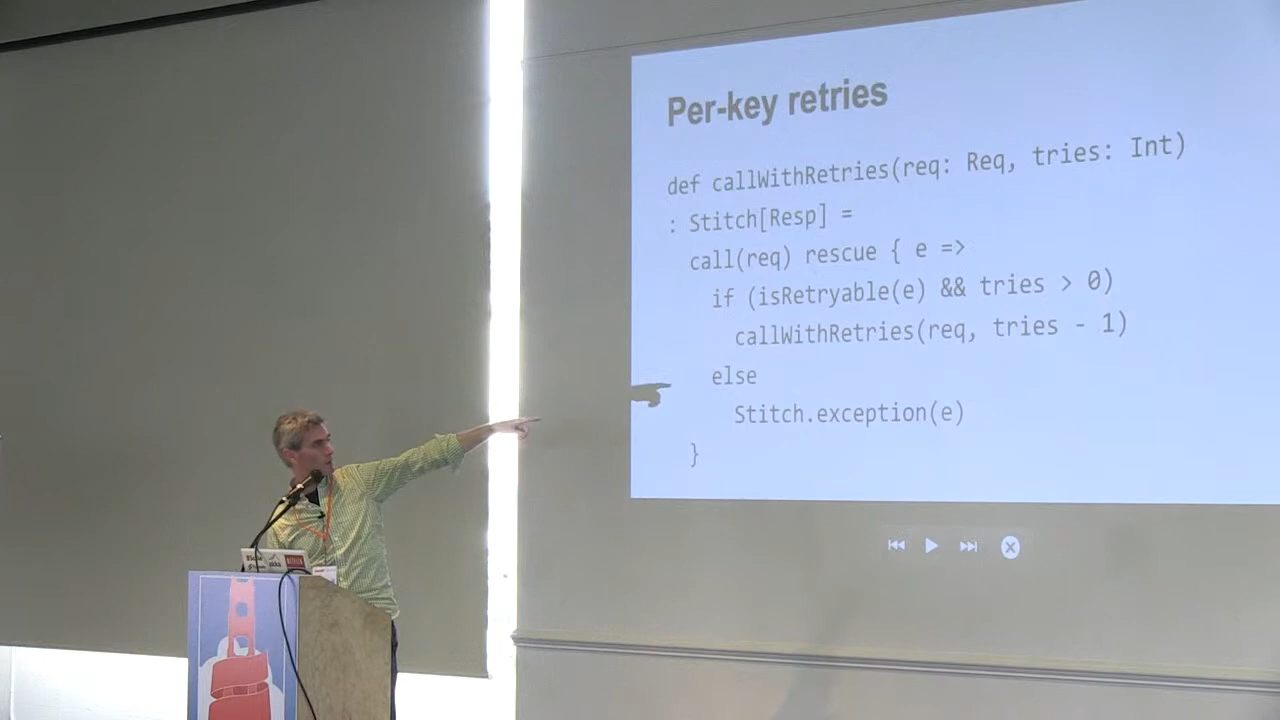 Per-key retries
def callWithRetries(req: Req, tries: Int)
: Stitch[Resp] =
call(req) rescue { e =>
if (isRetryable(e) && tries > 0)
callWithRetries(req, tries - 1)
else
Stitch.exception(e)
}